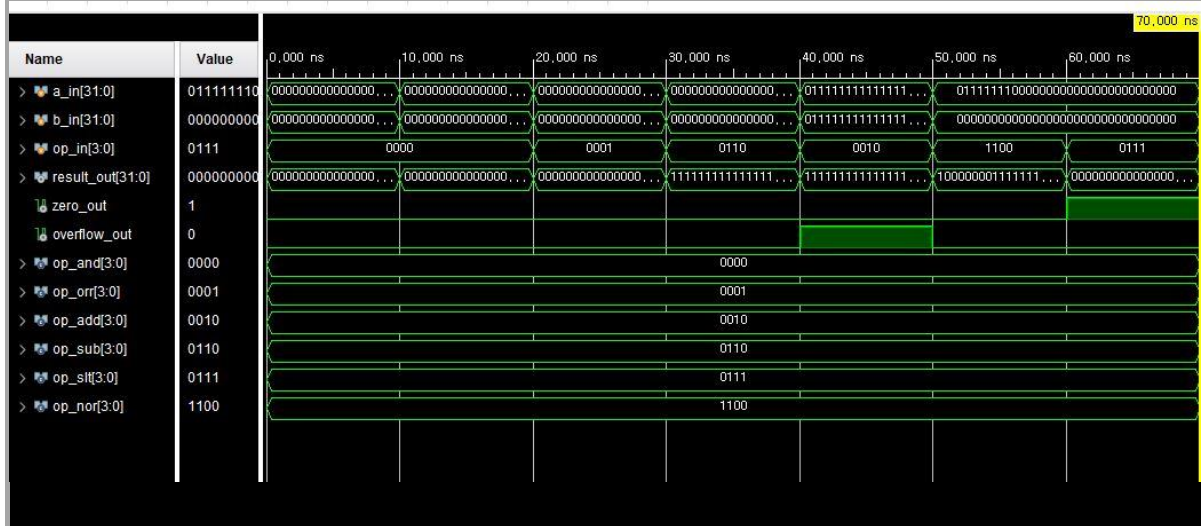 70,000 ns
Name Value 0,000 ns 10,000 ns 20,000 ns 30,000 ns 40,000 ns 50,000 ns 60,000 ns
a_in[31:0] 011111110 000000000000000... 000000000000000... 000000000000000... 000000000000000... 011111111111111...
b_in[31:0] 000000000 000000000000000... 000000000000000... 000000000000000... 000000000000000... 011111111111111... 00000000000000000000000000000000
op_in[3:0] 0111 0000 0001 0110 0010 1100 0111
result_out[31:0] 000000000 000000000000000... 000000000000000... 000000000000000... 111111111111111... 111111111111111... 100000001111111... 000000000000000...
zero_out 1
overflow_out 0
op_and[3:0] 0000 0000
op_orr[3:0] 0001 0001
op_add[3:0] 0010 0010
op_sub[3:0] 0110 0110
op_slt[3:0] 0111 0111
op_nor[3:0] 1100 1100